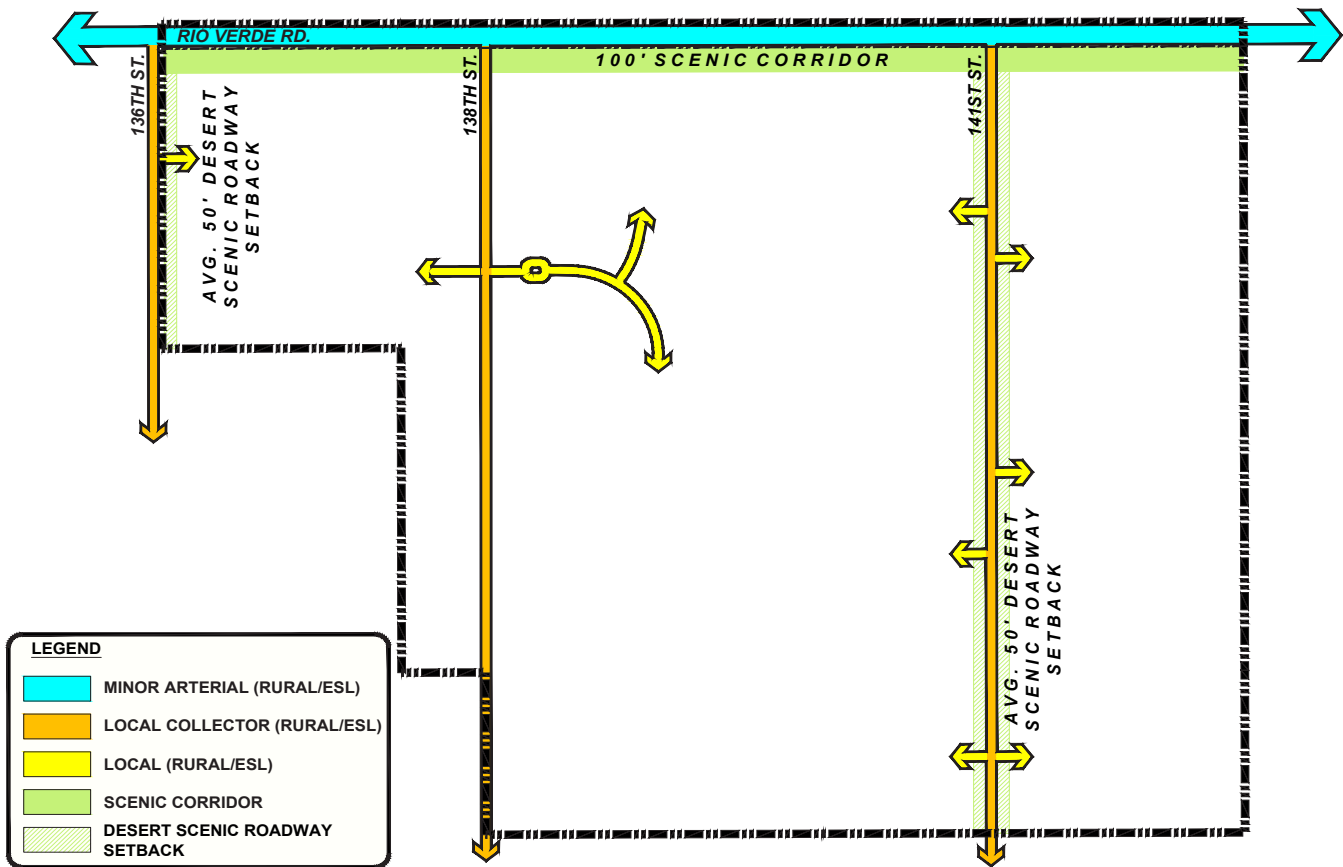 RIO VERDE RD.
100' SCENIC CORRIDOR
136TH ST.
138TH ST.
141ST ST.
AVG. 50' DESERT
SCENIC ROADWAY
SETBACK
AVG. 50' DESERT
SCENIC ROADWAY
SETBACK
LEGEND
MINOR ARTERIAL (RURAL/ESL)
LOCAL COLLECTOR (RURAL/ESL)
LOCAL (RURAL/ESL)
SCENIC CORRIDOR
DESERT SCENIC ROADWAY
SETBACK